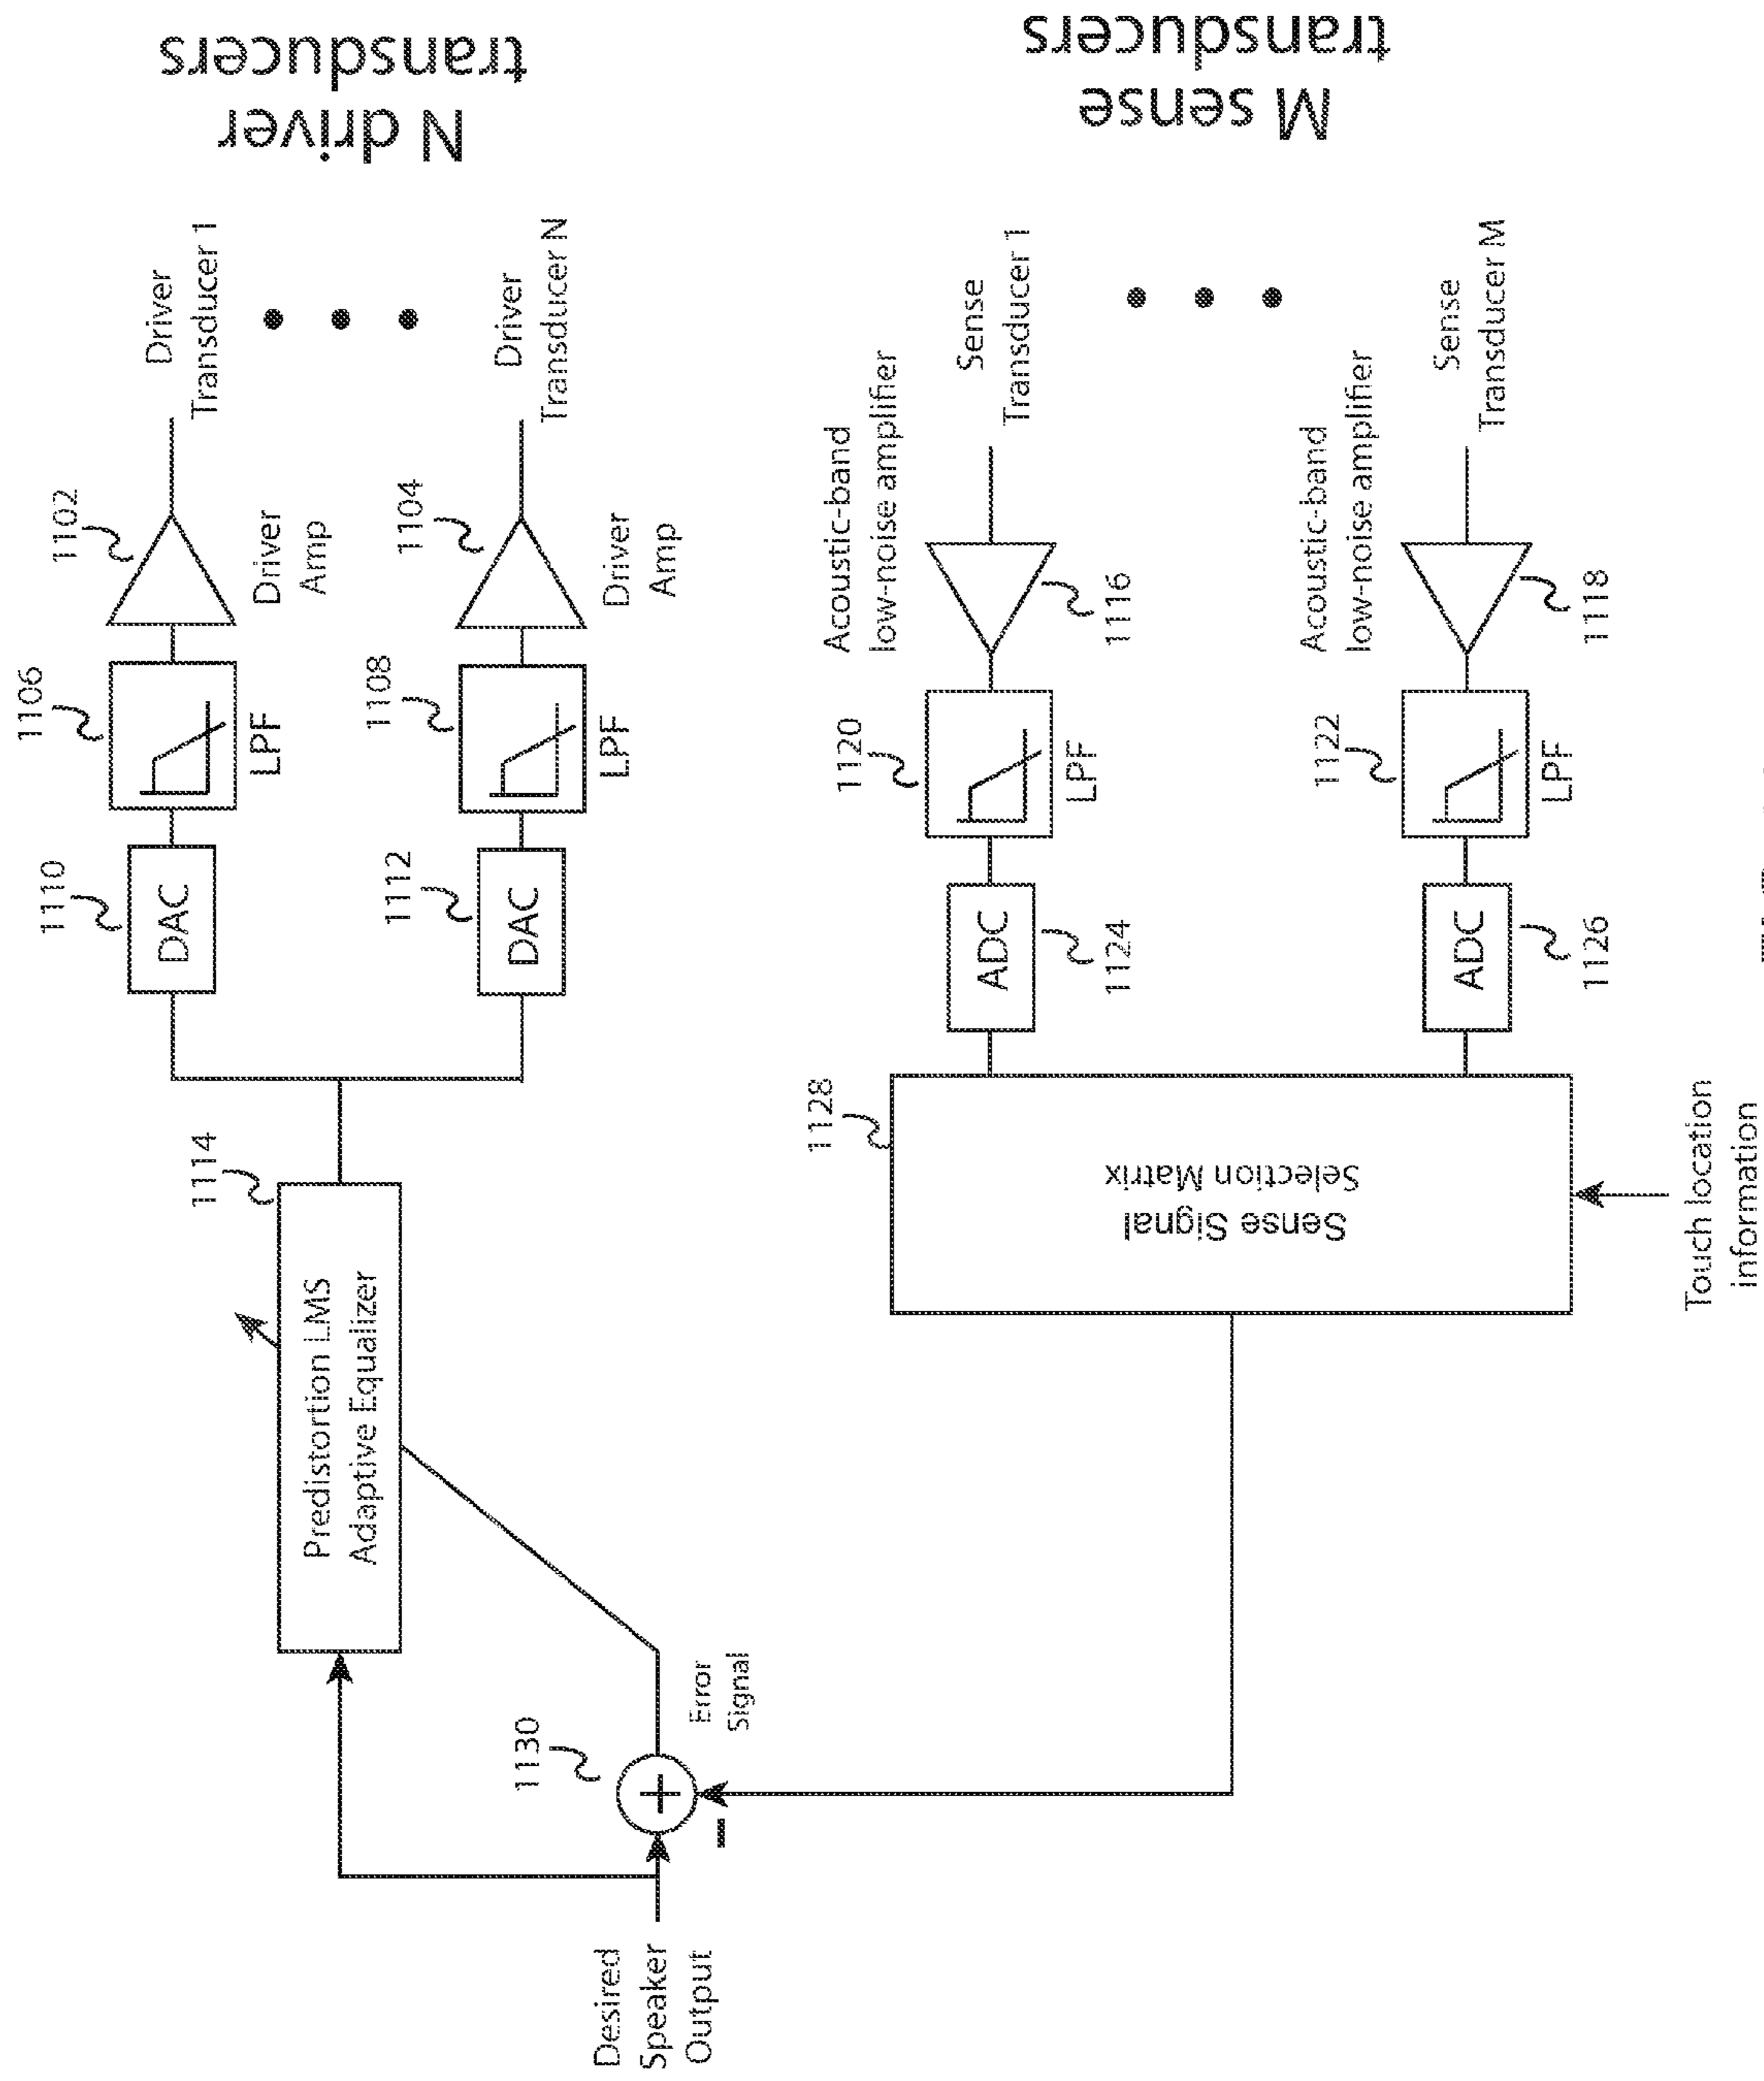 N driver
transducers
M sense
transducers
1102
Driver
Amp
Driver
Transducer 1
1106
LPF
1110
DAC
1104
Driver
Amp
Driver
Transducer N
1108
LPF
1112
DAC
1114
Predistortion LMS
Adaptive Equalizer
1130
Error
Signal
Desired
Speaker
Output
+
–
Acoustic-band
low-noise amplifier
1116
Sense
Transducer 1
1120
LPF
ADC
1124
Acoustic-band
low-noise amplifier
1118
Sense
Transducer M
1122
LPF
ADC
1126
1128
Sense Signal
Selection Matrix
Touch location
information